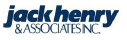 jack henry
& ASSOCIATES INC.